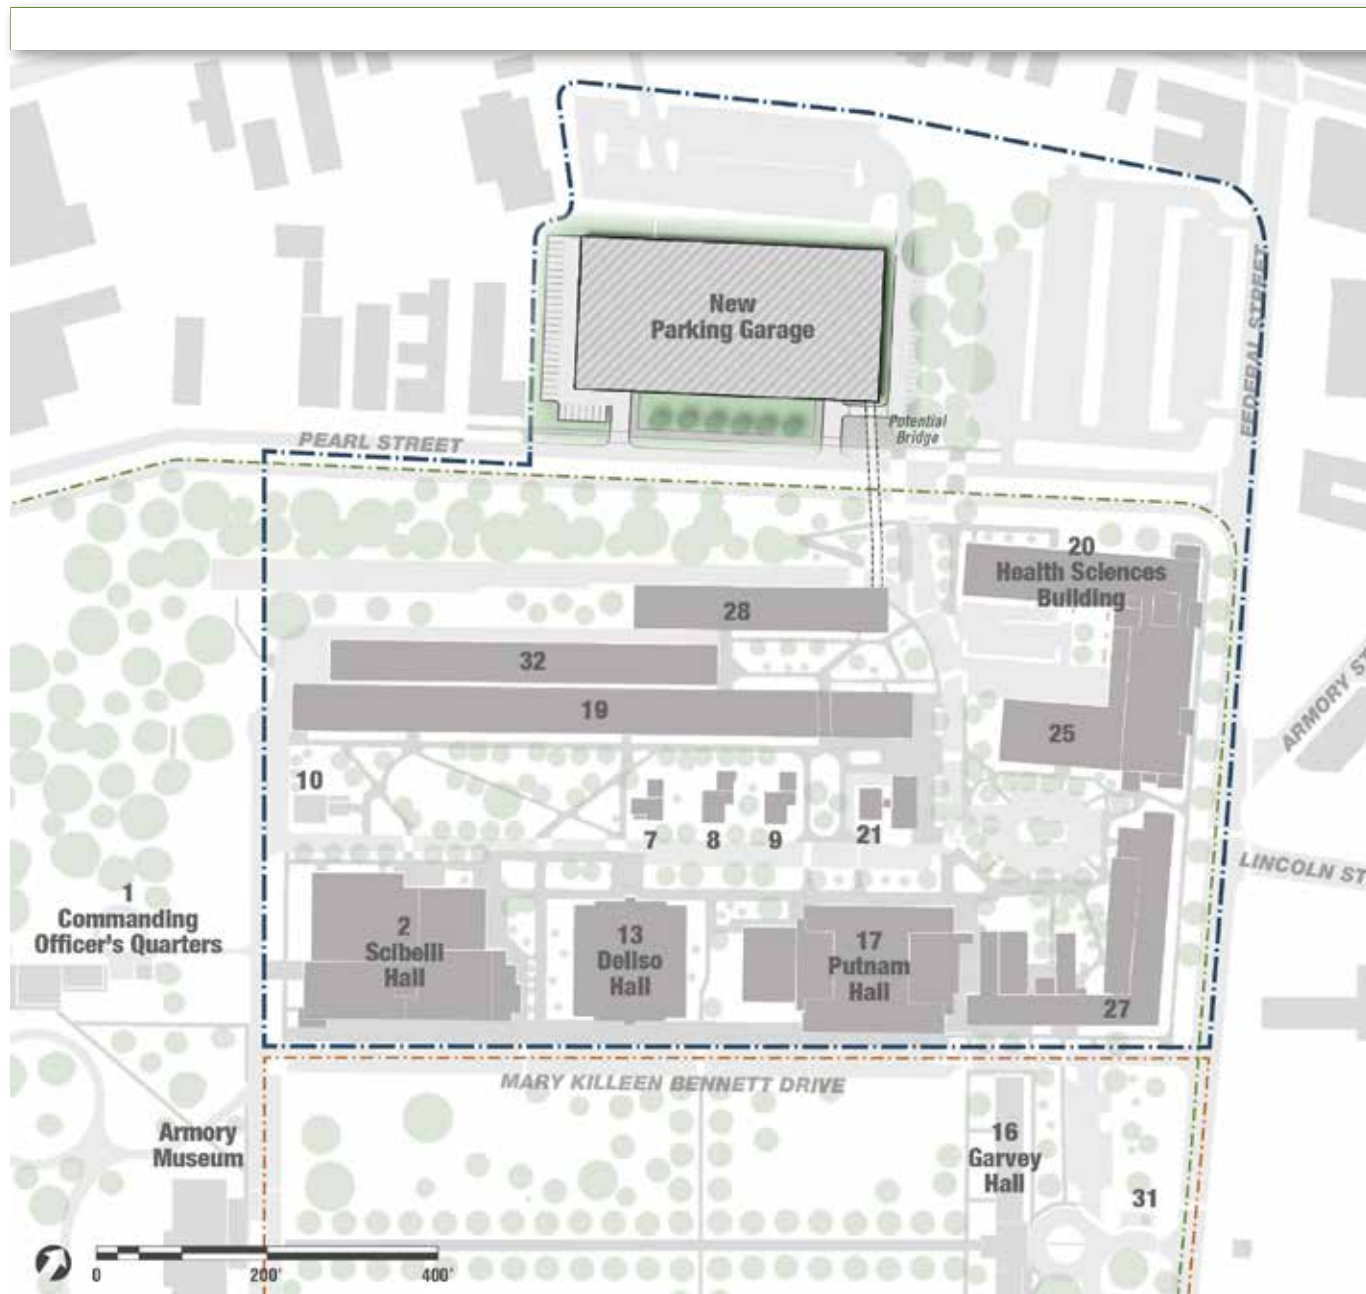 New
Parking Garage
FEDERAL STREET
Potential
Bridge
PEARL STREET
20
Health Sciences
Building
28
32
19
25
ARMORY ST
10
7
8
9
21
LINCOLN ST
1
Commanding
Officer's Quarters
2
Scibelli
Hall
13
Deliso
Hall
17
Putnam
Hall
27
MARY KILLEEN BENNETT DRIVE
Armory
Museum
16
Garvey
Hall
31
0
200'
400'